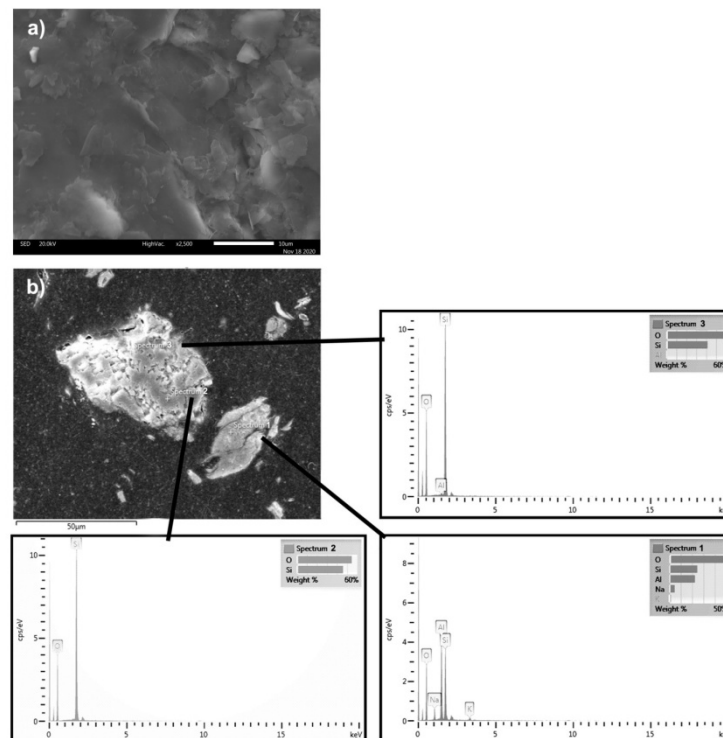 a)
SED 20.0kV HighVac. x2,500 10um
Nov 18 2020
b)
Spectrum 3
Spectrum 2
Spectrum 1
50µm
Spectrum 3
O
Si
Al
Weight % 60%
cps/eV
10
5
0
Si
O
Al
0 5 10 15 ke
Spectrum 2
O
Si
Weight % 60%
cps/eV
10
5
0
Si
O
0 5 10 15 keV
Spectrum 1
O
Si
Al
Na
K
Weight % 50%
cps/eV
8
6
4
2
0
Al
Si
O
Na
K
0 5 10 15 ke